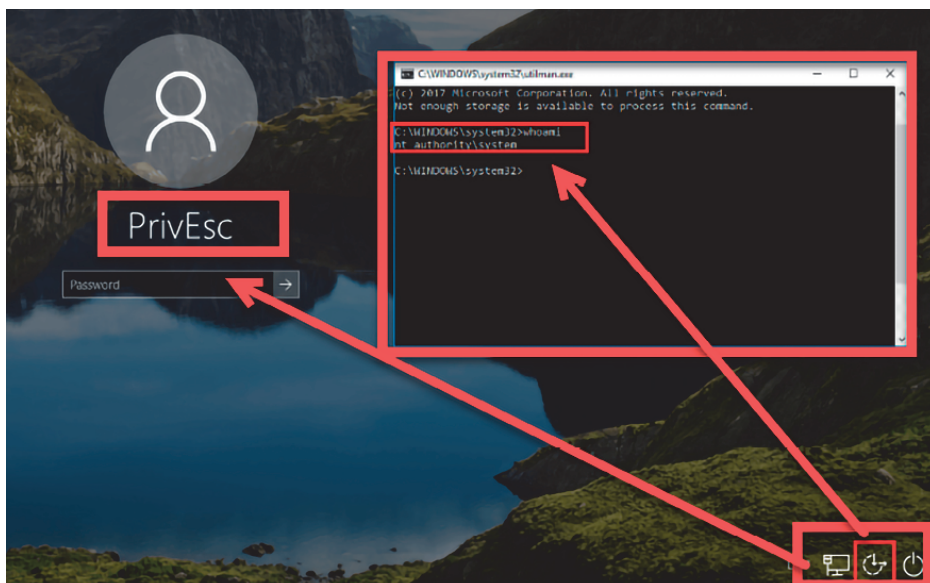 C:\WINDOWS\system32\utilman.exe
(c) 2017 Microsoft Corporation. All rights reserved.
Not enough storage is available to process this command.
C:\WINDOWS\system32>whoami
nt authority\system
C:\WINDOWS\system32>
PrivEsc
Password